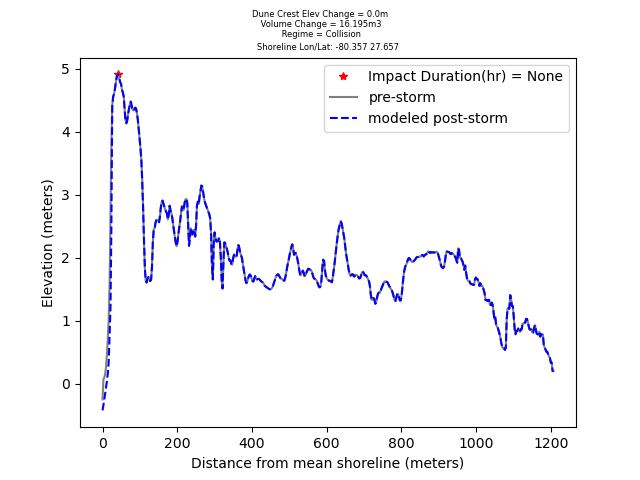 Dune Crest Elev Change = 0.0m
Volume Change = 16.195m3
Regime = Collision
Shoreline Lon/Lat: -80.357 27.657
Impact Duration(hr) = None
pre-storm
modeled post-storm
Elevation (meters)
5
4
3
2
1
0
0 200 400 600 800 1000 1200
Distance from mean shoreline (meters)